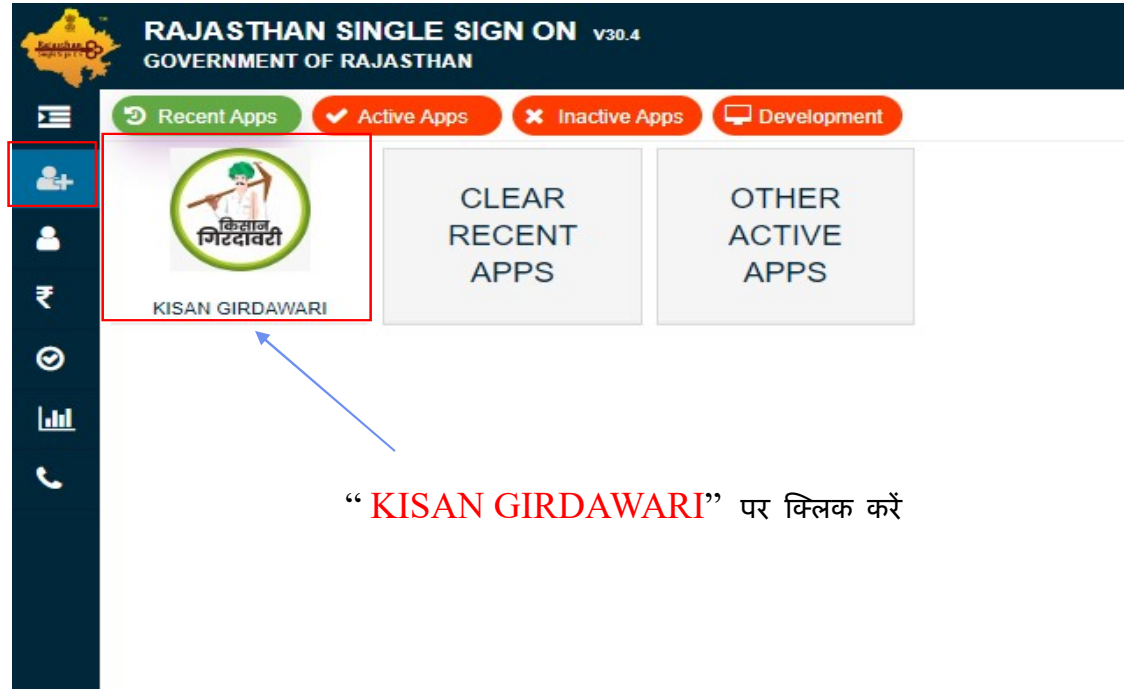 RAJASTHAN SINGLE SIGN ON V30.4
GOVERNMENT OF RAJASTHAN
Recent Apps
Active Apps
Inactive Apps
Development
किसान
गिरदावरी
KISAN GIRDAWARI
CLEAR
RECENT
APPS
OTHER
ACTIVE
APPS
“ KISAN GIRDAWARI” पर क्लिक करें